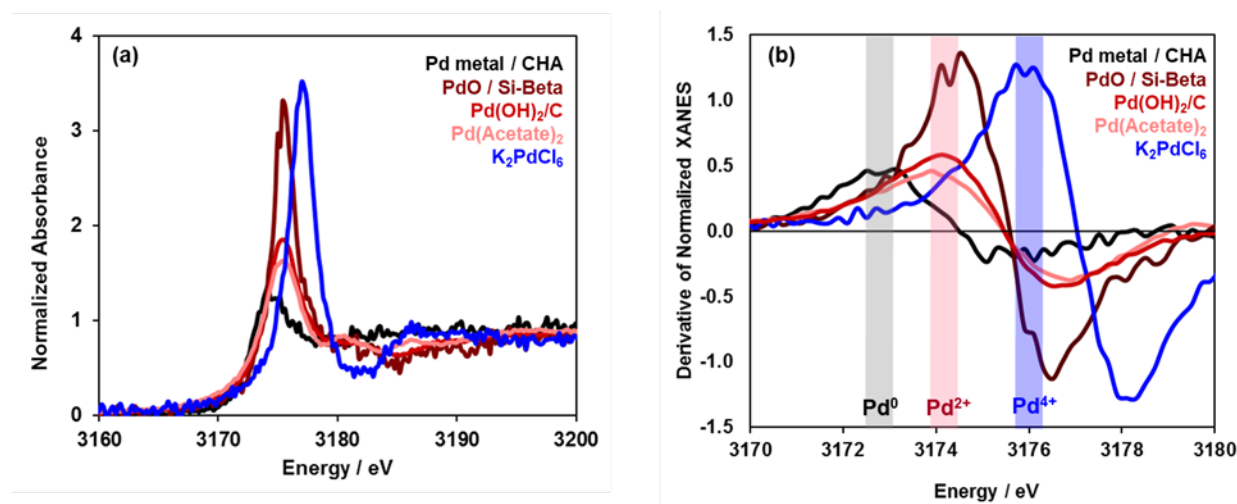 (a)
Pd metal / CHA
PdO / Si-Beta
Pd(OH)₂/C
Pd(Acetate)₂
K₂PdCl₆
Normalized Absorbance
4
3
2
1
0
3160 3170 3180 3190 3200
Energy / eV
(b)
Pd metal / CHA
PdO / Si-Beta
Pd(OH)₂/C
Pd(Acetate)₂
K₂PdCl₆
Derivative of Normalized XANES
1.5
1.0
0.5
0.0
-0.5
-1.0
-1.5
Pd⁰ Pd²⁺ Pd⁴⁺
3170 3172 3174 3176 3178 3180
Energy / eV